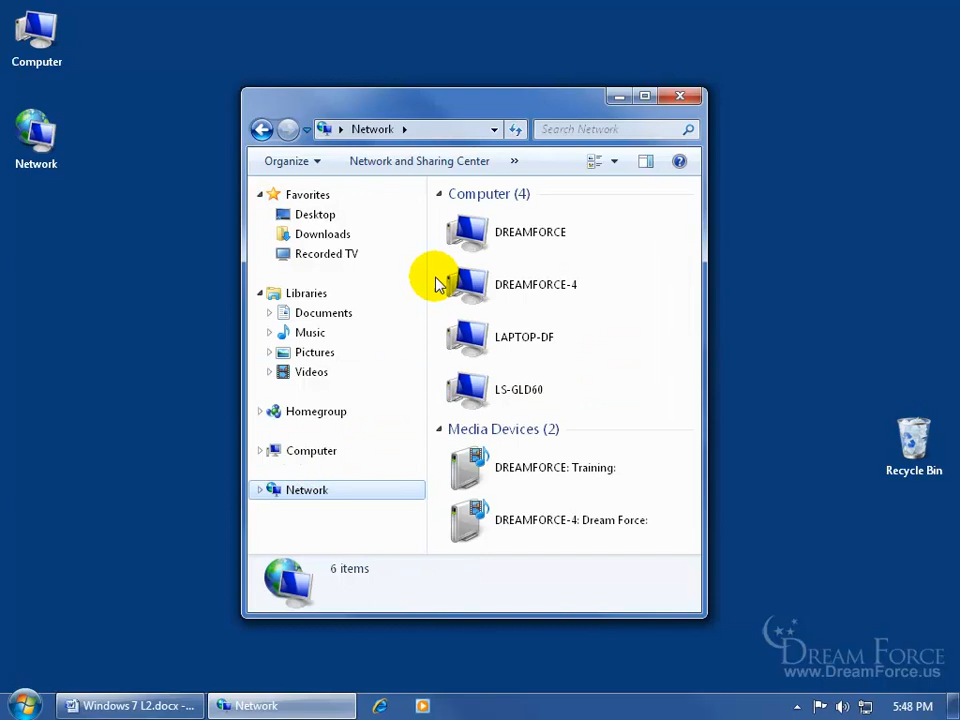 Computer
Network
Network
Search Network
Organize
Network and Sharing Center
»
Favorites
Desktop
Downloads
Recorded TV
Libraries
Documents
Music
Pictures
Videos
Homegroup
Computer
Network
Computer (4)
DREAMFORCE
DREAMFORCE-4
LAPTOP-DF
LS-GLD60
Media Devices (2)
DREAMFORCE: Training:
DREAMFORCE-4: Dream Force:
6 items
Recycle Bin
DREAM FORCE
www.DreamForce.us
Windows 7 L2.docx -...
Network
5:48 PM